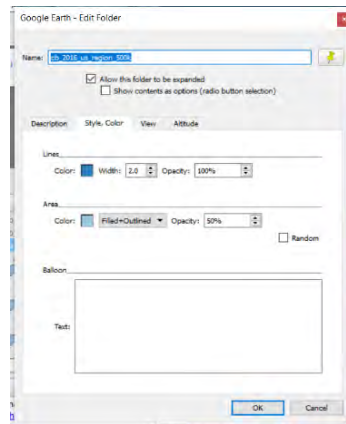 Google Earth - Edit Folder
Name: cb_2016_us_region_500k
Allow this folder to be expanded
Show contents as options (radio button selection)
Description Style, Color View Altitude
Lines
Color: Width: 2.0 Opacity: 100%
Area
Color: Filled+Outlined Opacity: 50%
Random
Balloon
Text:
OK Cancel